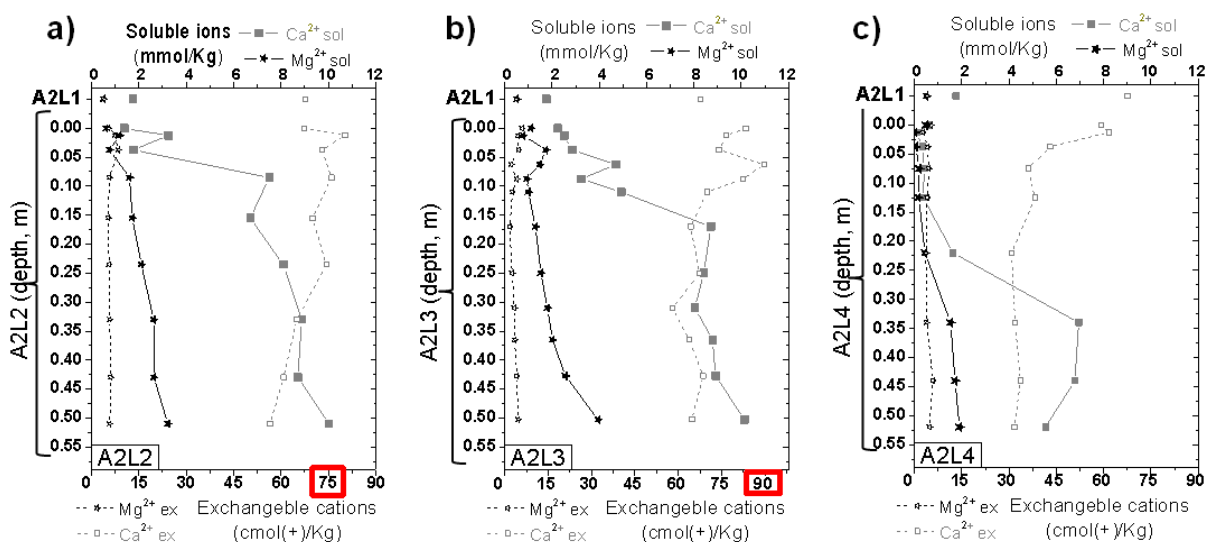 a)
Soluble ions
(mmol/Kg)
Ca2+ sol
Mg2+ sol
0 2 4 6 8 10 12
A2L1
0.00
0.05
0.10
0.15
0.20
0.25
0.30
0.35
0.40
0.45
0.50
0.55
A2L2 (depth, m)
A2L2
0 15 30 45 60 75 90
Mg2+ ex
Ca2+ ex
Exchangeble cations
(cmol(+)/Kg)
b)
Soluble ions
(mmol/Kg)
Ca2+ sol
Mg2+ sol
0 2 4 6 8 10 12
A2L1
0.00
0.05
0.10
0.15
0.20
0.25
0.30
0.35
0.40
0.45
0.50
0.55
A2L3 (depth, m)
A2L3
0 15 30 45 60 75 90
Mg2+ ex
Ca2+ ex
Exchangeble cations
(cmol(+)/Kg)
c)
Soluble ions
(mmol/Kg)
Ca2+ sol
Mg2+ sol
0 2 4 6 8 10 12
A2L1
0.00
0.05
0.10
0.15
0.20
0.25
0.30
0.35
0.40
0.45
0.50
0.55
A2L4 (depth, m)
A2L4
0 15 30 45 60 75 90
Mg2+ ex
Ca2+ ex
Exchangeble cations
(cmol(+)/Kg)